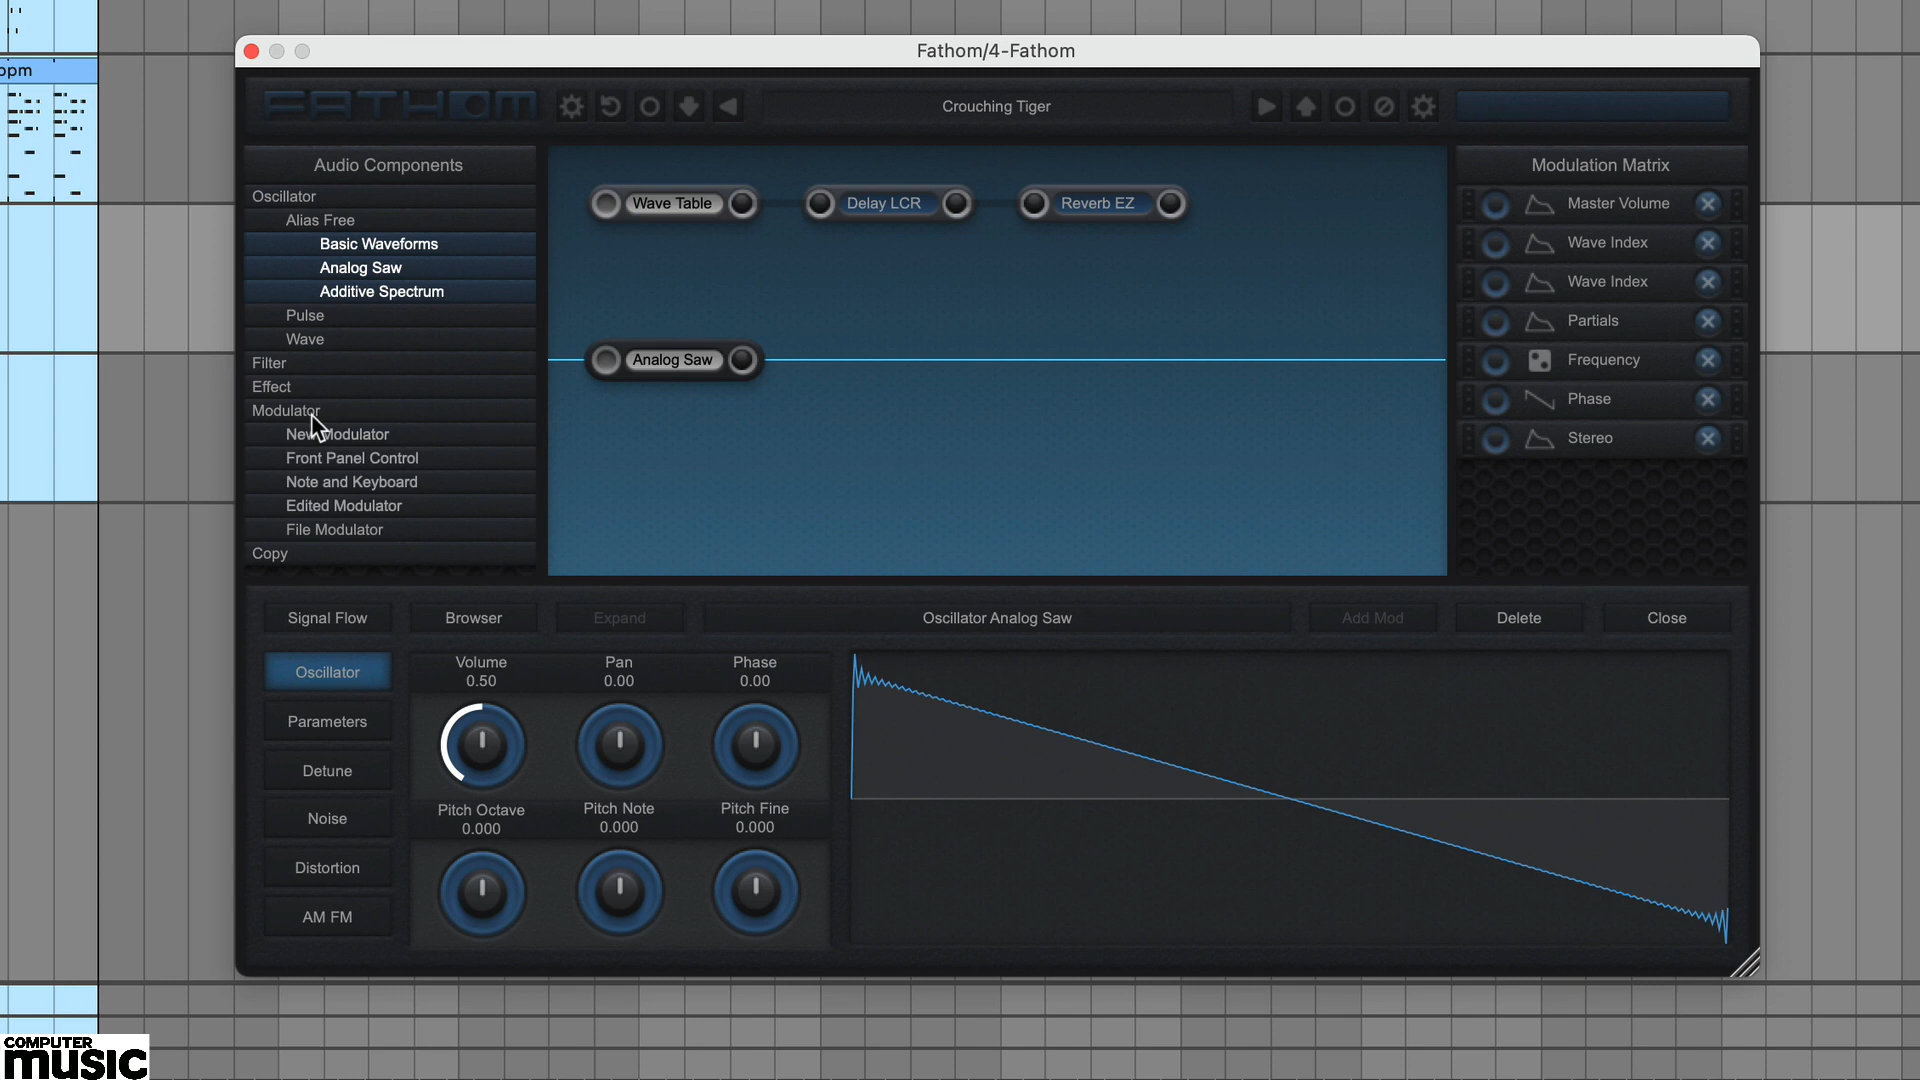 Fathom/4-Fathom
opm
FATHOM
Crouching Tiger
Audio Components
Oscillator
Alias Free
Basic Waveforms
Analog Saw
Additive Spectrum
Pulse
Wave
Filter
Effect
Modulator
New Modulator
Front Panel Control
Note and Keyboard
Edited Modulator
File Modulator
Copy
Wave Table
Delay LCR
Reverb EZ
Analog Saw
Modulation Matrix
Master Volume
Wave Index
Wave Index
Partials
Frequency
Phase
Stereo
Signal Flow
Browser
Expand
Oscillator Analog Saw
Add Mod
Delete
Close
Oscillator
Parameters
Detune
Noise
Distortion
AM FM
Volume
0.50
Pan
0.00
Phase
0.00
Pitch Octave
0.000
Pitch Note
0.000
Pitch Fine
0.000
COMPUTER
music